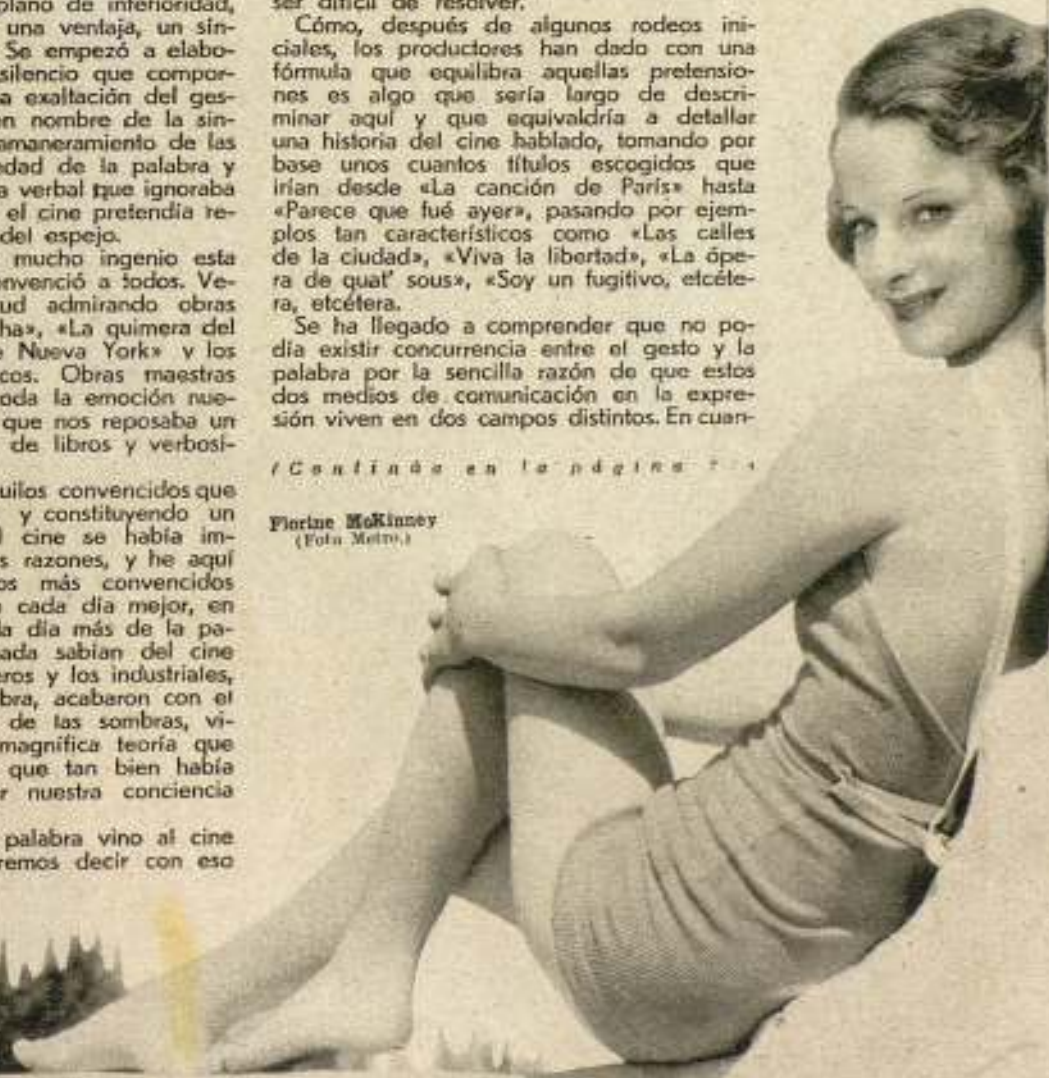 plano de inferioridad,
una ventaja, un sin-
Se empezó a elabo-
silencio que compor-
a exaltación del ges-
en nombre de la sin-
amaneramiento de las
edad de la palabra y
a verbal que ignoraba
el cine pretendía re-
del espejo.
mucho ingenio esta
nvenció a todos. Ve-
ud admirando obras
ha», «La quimera del
e Nueva York» y los
cos. Obras maestras
oda la emoción nue-
que nos reposaba un
de libros y verbosi-
uilos convencidos que
y constituyendo un
l cine se había im-
s razones, y he aquí
os más convencidos
a cada día mejor, en
la día más de la pa-
ada sabían del cine
eros y los industriales,
bra, acabaron con el
de las sombras, vi-
magnífica teoría que
que tan bien había
r nuestra conciencia
palabra vino al cine
remos decir con eso
ser difícil de resolver.
Cómo, después de algunos rodeos ini-
ciales, los productores han dado con una
fórmula que equilibra aquellas pretensio-
nes es algo que sería largo de descri-
minar aquí y que equivaldría a detallar
una historia del cine hablado, tomando por
base unos cuantos títulos escogidos que
irían desde «La canción de París» hasta
«Parece que fué ayer», pasando por ejem-
plos tan característicos como «Las calles
de la ciudad», «Viva la libertad», «La ópe-
ra de quat' sous», «Soy un fugitivo, etcéte-
ra, etcétera.
Se ha llegado a comprender que no po-
día existir concurrencia entre el gesto y la
palabra por la sencilla razón de que estos
dos medios de comunicación en la expre-
sión viven en dos campos distintos. En cuan-
(Continúa en la página
Florine McKinney
(Foto Metro.)